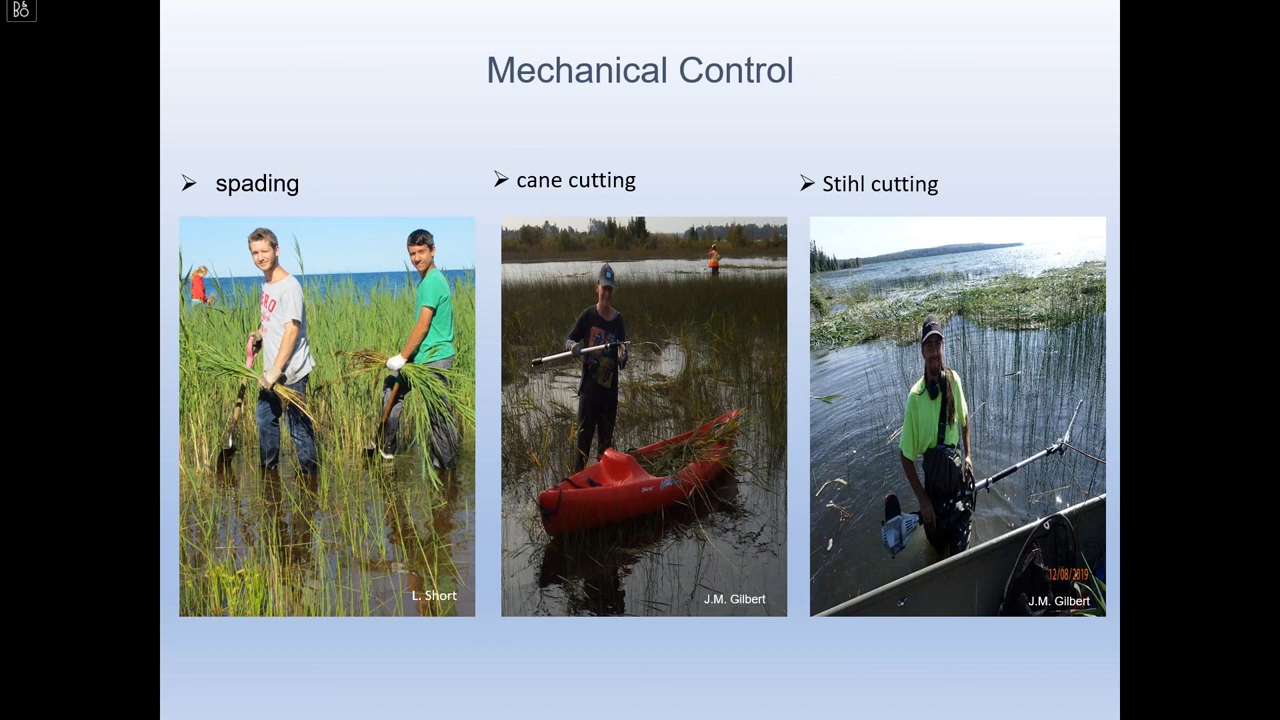 B&O
Mechanical Control
➢ spading
➢ cane cutting
➢ Stihl cutting
L. Short
J.M. Gilbert
12/08/2019
J.M. Gilbert